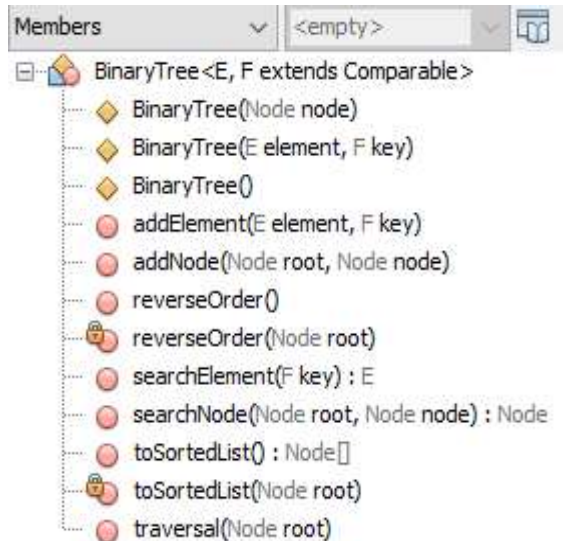 Members <empty>
BinaryTree<E, F extends Comparable>
BinaryTree(Node node)
BinaryTree(E element, F key)
BinaryTree()
addElement(E element, F key)
addNode(Node root, Node node)
reverseOrder()
reverseOrder(Node root)
searchElement(F key) : E
searchNode(Node root, Node node) : Node
toSortedList() : Node[]
toSortedList(Node root)
traversal(Node root)